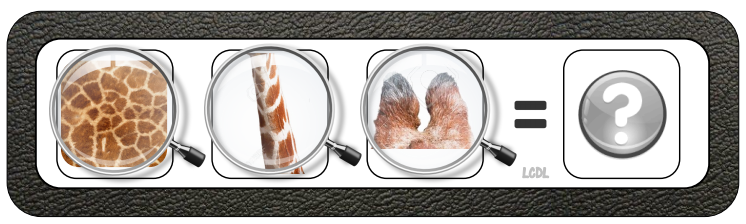 =
?
LCDL